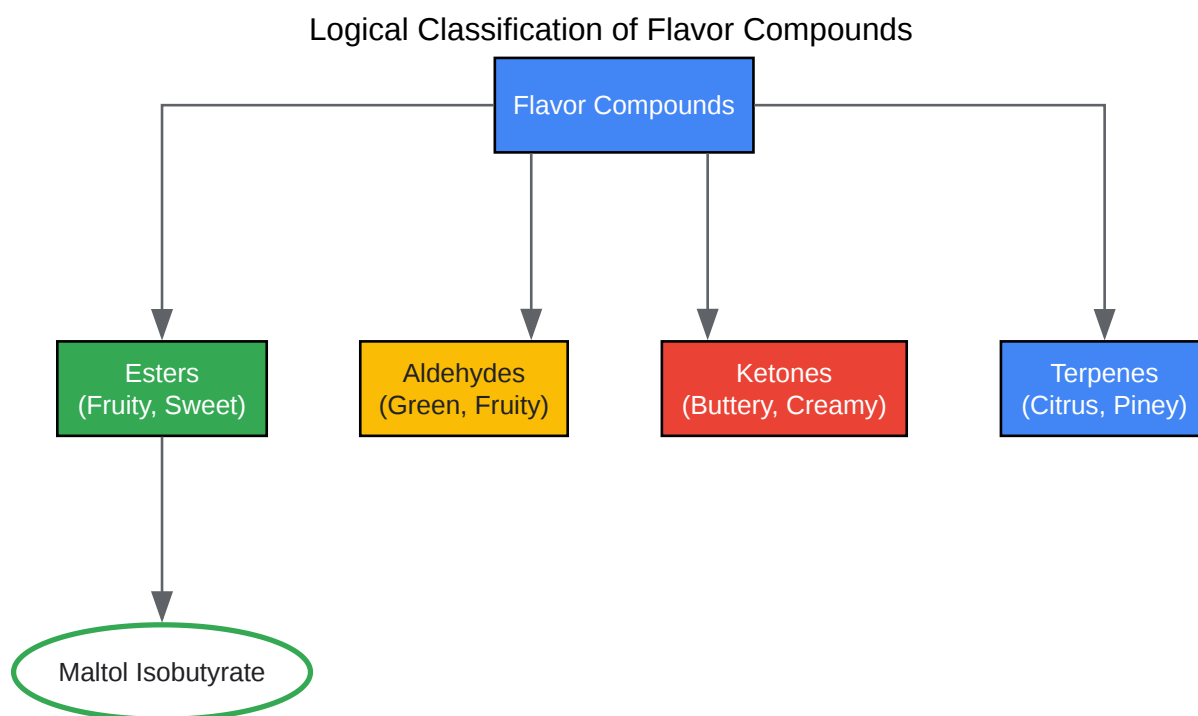 Logical Classification of Flavor Compounds
Flavor Compounds
Esters
(Fruity, Sweet)
Aldehydes
(Green, Fruity)
Ketones
(Buttery, Creamy)
Terpenes
(Citrus, Piney)
Maltol Isobutyrate